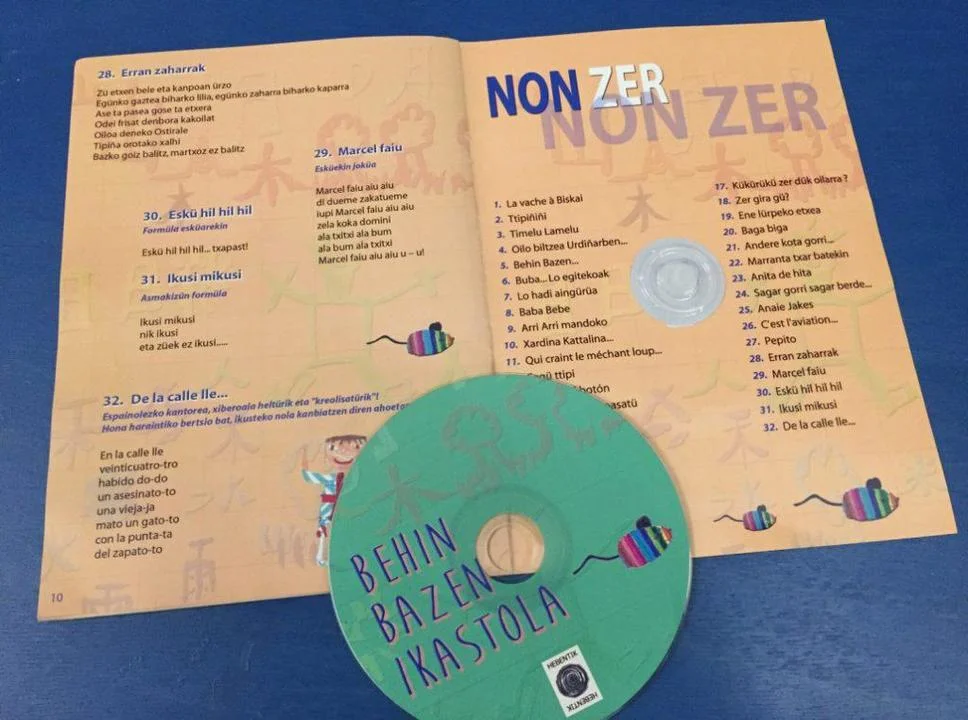 28. Erran zaharrak
Zü etxen bele eta kanpoan ürzo
Egünko gaztea biharko lilia, egünko zaharra biharko kaparra
Ase ta pasea gose ta etxera
Odei frisat denbora kakoilat
Oiloa deneko Ostirale
Tipiña orotako xalhi
Bazko goiz balitz, martxoz ez balitz
29. Marcel faiu
Esküekin joküa
Marcel faiu aiu aiu
di dueme zakatueme
iupi Marcel faiu aiu aiu
zela koka domini
ala txitxi ala bum
ala bum ala txitxi
Marcel faiu aiu aiu u – u!
30. Eskü hil hil hil
Formüla esküarekin
Eskü hil hil hil... txapast!
31. Ikusi mikusi
Asmakizün formüla
Ikusi mikusi
nik ikusi
eta züek ez ikusi.....
32. De la calle lle...
Espainolezko kantorea, xiberoala heltürik eta "kreolisatürik"!
Hona haraintiko bertsio bat, ikusteko nola kanbiatzen diren ahoetan
En la calle lle
veinticuatro-tro
habido do-do
un asesinato-to
una vieja-ja
mato un gato-to
con la punta-ta
del zapato-to
10
NON ZER
NON ZER
1. La vache à Biskai
2. Ttipiñiñi
3. Timelu Lamelu
4. Oilo biltzea Urdiñarben...
5. Behin Bazen...
6. Buba... Lo egitekoak
7. Lo hadi aingürüa
8. Baba Bebe
9. Arri Arri mandoko
10. Xardina Kattalina...
11. Qui craint le méchant loup...
ttipi
botón
17. Kükürükü zer dük ollarra ?
18. Zer gira gü?
19. Ene lürpeko etxea
20. Baga biga
21. Andere kota gorri...
22. Marranta txar batekin
23. Anita de hita
24. Sagar gorri sagar berde...
25. Anaie Jakes
26. C'est l'aviation...
27. Pepito
28. Erran zaharrak
29. Marcel faiu
30. Eskü hil hil hil
31. Ikusi mikusi
32. De la calle lle...
木
木
木
雨
BEHIN
BAZEN
IKASTOLA
HEBENTIK
HEBENTIK